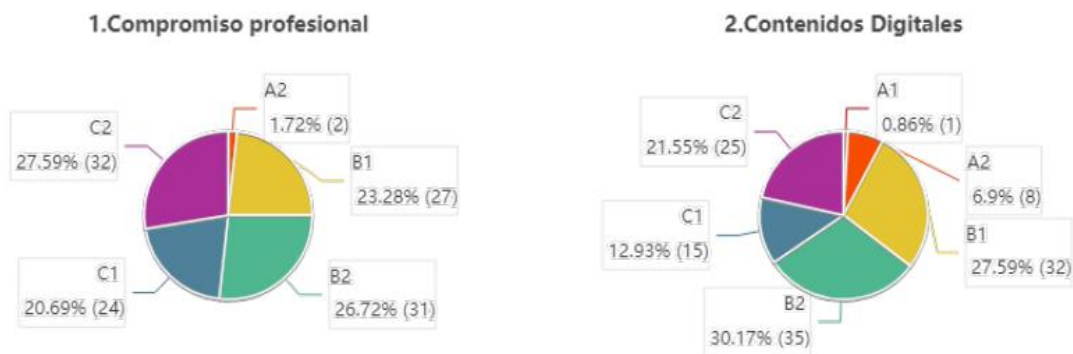 1.Compromiso profesional
A2
1.72% (2)
C2
27.59% (32)
B1
23.28% (27)
C1
20.69% (24)
B2
26.72% (31)
2.Contenidos Digitales
A1
0.86% (1)
C2
21.55% (25)
A2
6.9% (8)
C1
12.93% (15)
B1
27.59% (32)
B2
30.17% (35)